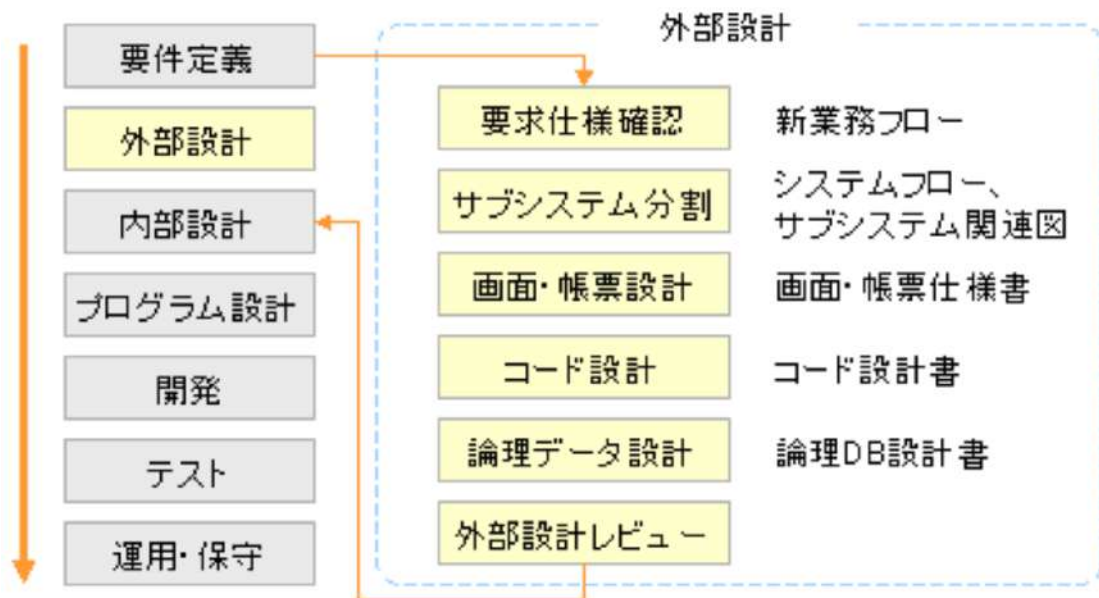 要件定義
外部設計
内部設計
プログラム設計
開発
テスト
運用・保守
外部設計
要求仕様確認
新業務フロー
サブシステム分割
システムフロー、
サブシステム関連図
画面・帳票設計
画面・帳票仕様書
コード設計
コード設計書
論理データ設計
論理DB設計書
外部設計レビュー